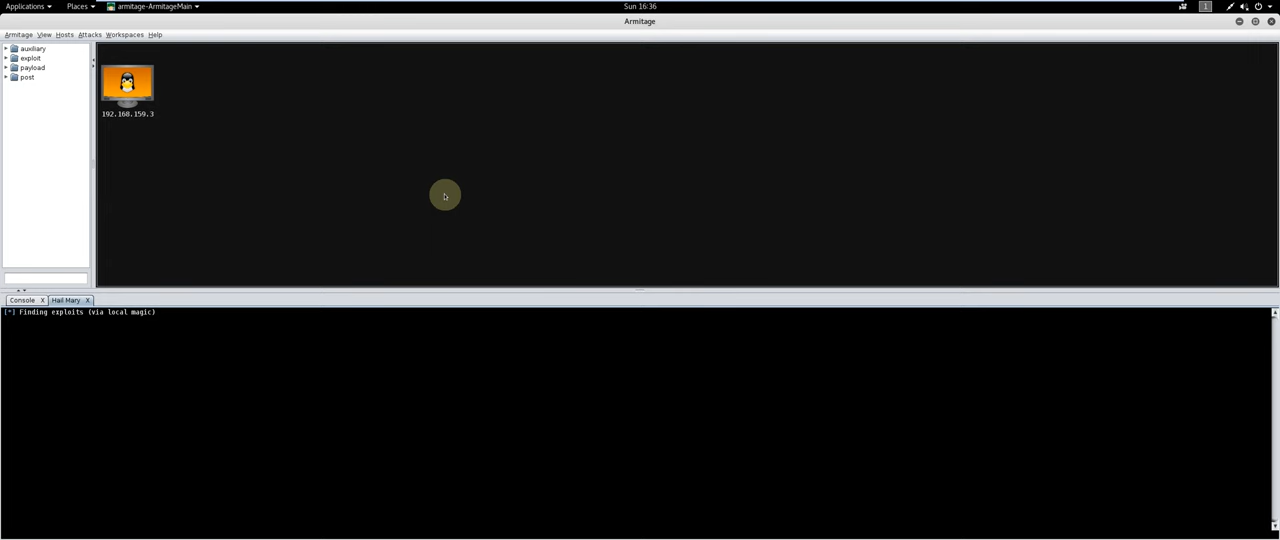 Applications Places armitage-ArmitageMain Sun 16:36 1
Armitage
Armitage View Hosts Attacks Workspaces Help
auxiliary
exploit
payload
post
192.168.159.3
Console X Hail Mary X
[*] Finding exploits (via local magic)